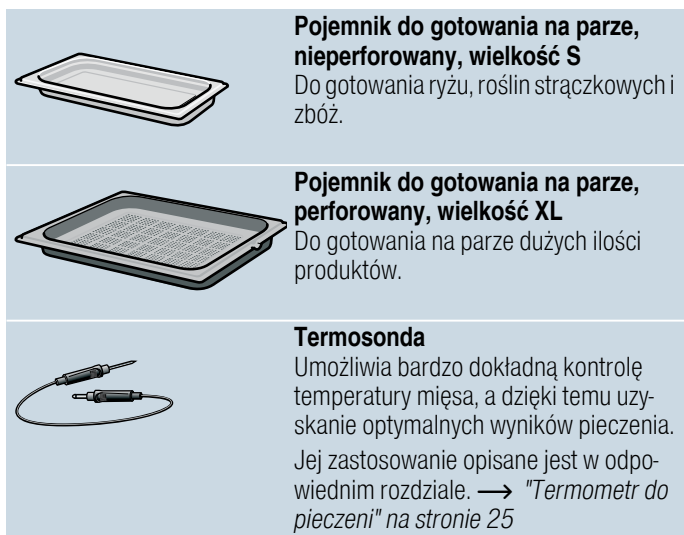 Pojemnik do gotowania na parze,
nieperforowany, wielkość S
Do gotowania ryżu, roślin strączkowych i
zbóż.
Pojemnik do gotowania na parze,
perforowany, wielkość XL
Do gotowania na parze dużych ilości
produktów.
Termosonda
Umożliwia bardzo dokładną kontrolę
temperatury mięsa, a dzięki temu uzy-
skanie optymalnych wyników pieczenia.
Jej zastosowanie opisane jest w odpo-
wiednim rozdziale. ⟶ "Termometr do
pieczeni" na stronie 25